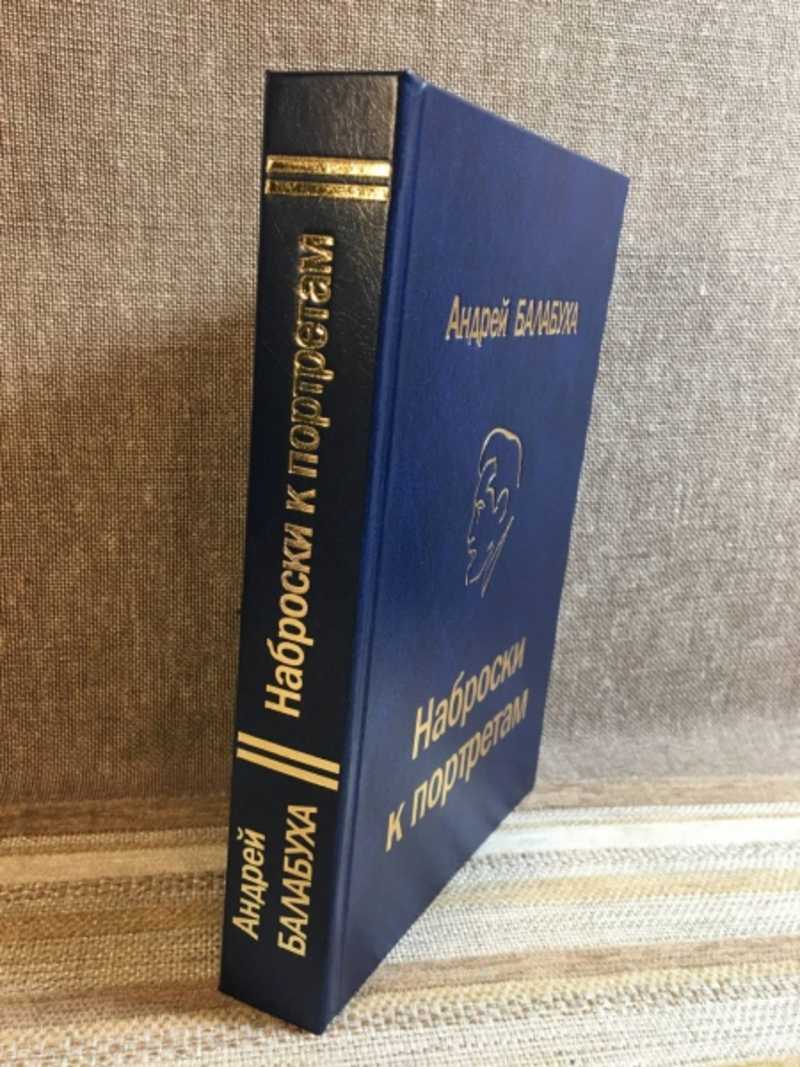 Андрей
БАЛАБУХА
Наброски к портретам
Андрей БАЛАБУХА
Наброски
к портретам